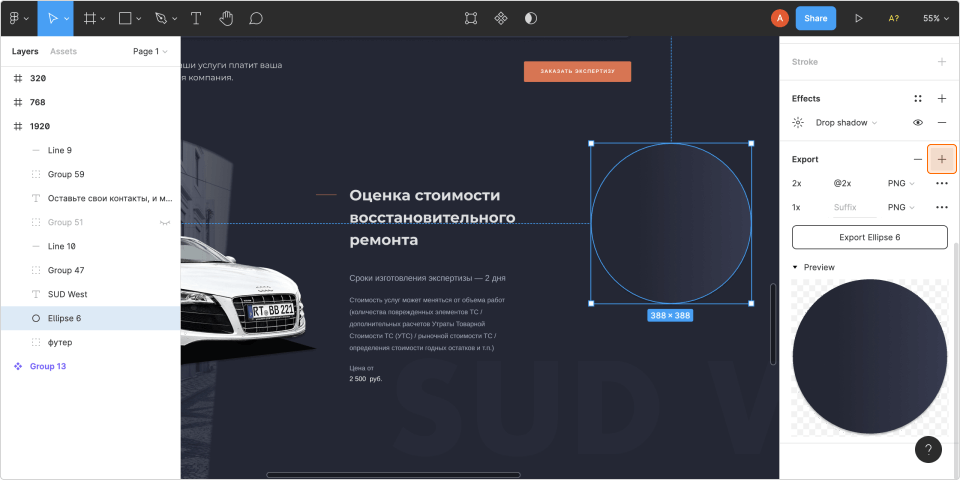 A
Share
A?
55%
Layers
Assets
Page 1
320
768
1920
Line 9
Group 59
Оставьте свои контакты, и м...
Group 51
Line 10
Group 47
SUD West
Ellipse 6
футер
Group 13
аши услуги платит ваша
я компания.
ЗАКАЗАТЬ ЭКСПЕРТИЗУ
Оценка стоимости
восстановительного
ремонта
Сроки изготовления экспертизы — 2 дня
Стоимость услуг может меняться от объема работ
(количества поврежденных элементов ТС /
дополнительных расчетов Утраты Товарной
Стоимости ТС (УТС) / рыночной стоимости ТС /
определения стоимости годных остатков и т.п.)
Цена от
2 500 руб.
RT BB 221
388 × 388
SUD W
Stroke
Effects
Drop shadow
Export
2x
@2x
PNG
1x
Suffix
PNG
Export Ellipse 6
Preview
?